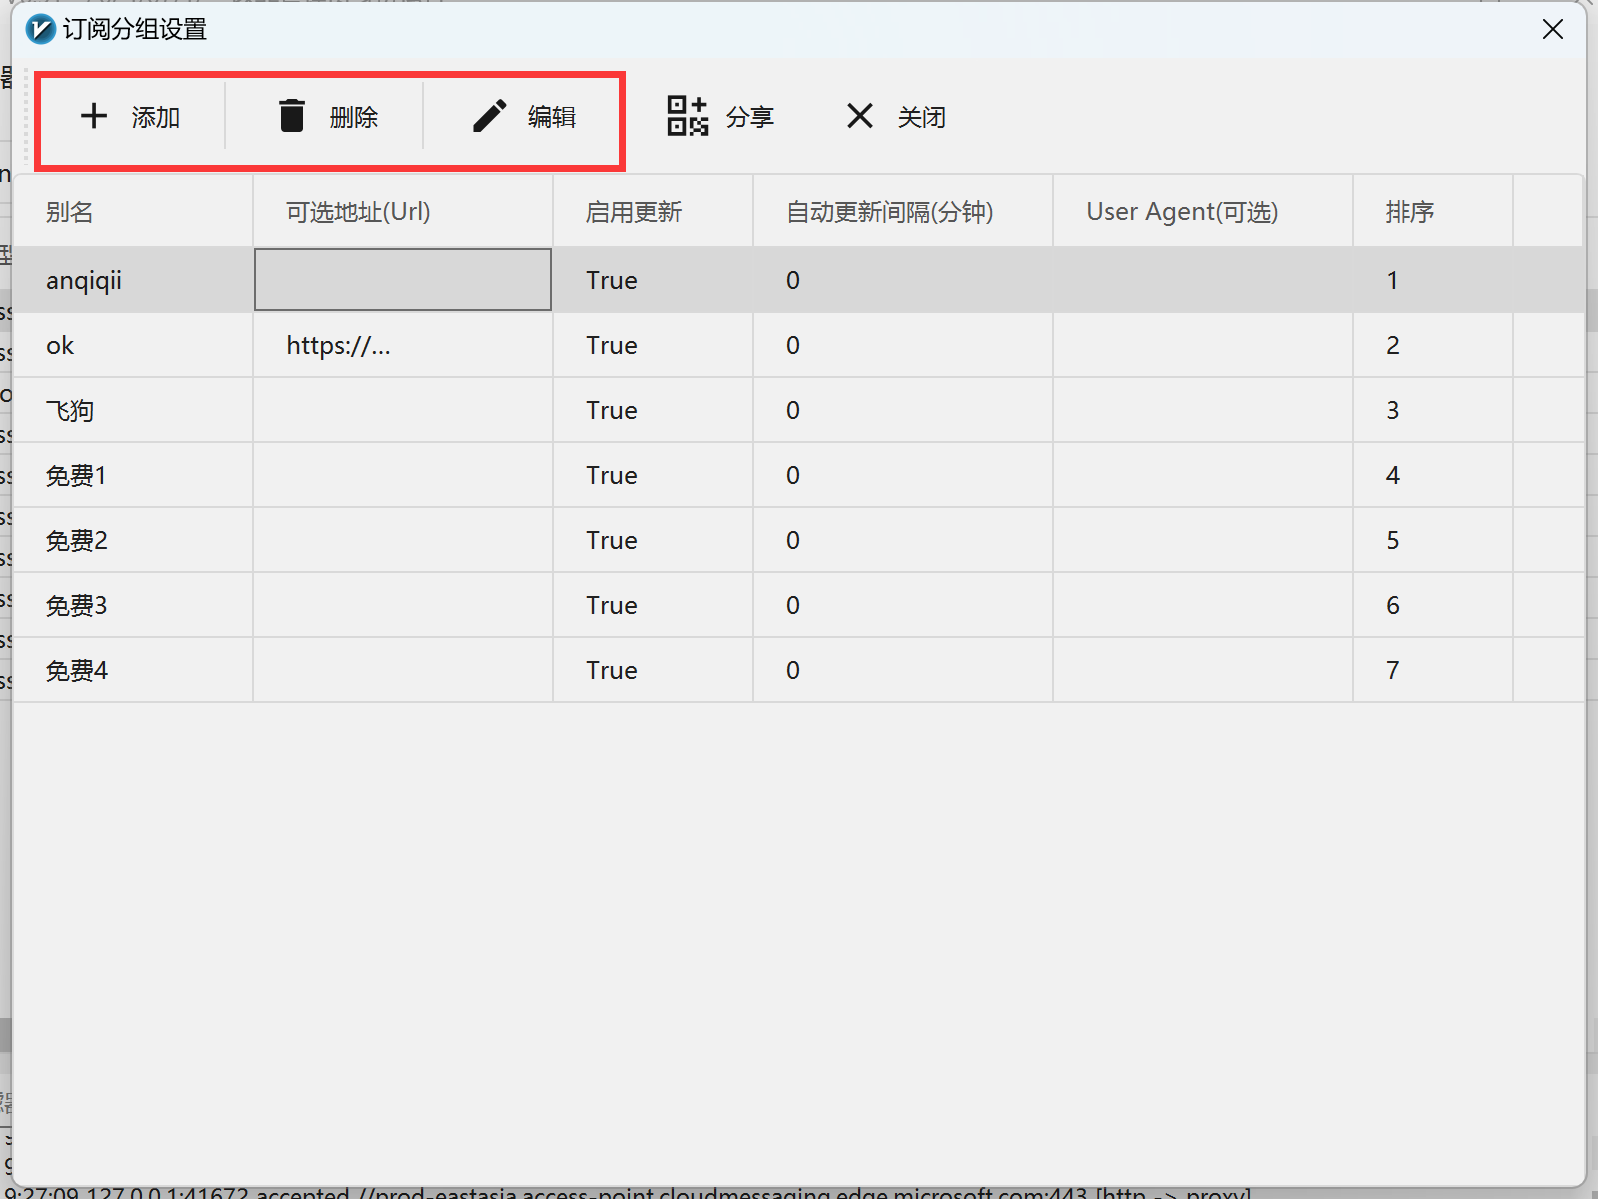 订阅分组设置
添加 删除 编辑 分享 关闭
别名 可选地址(Url) 启用更新 自动更新间隔(分钟) User Agent(可选) 排序
anqiqii True 0 1
ok https://... True 0 2
飞狗 True 0 3
免费1 True 0 4
免费2 True 0 5
免费3 True 0 6
免费4 True 0 7
9:27:09 127.0.0.1:41672 accepted //prod-eastasia.access-point.cloudmessaging.edge.microsoft.com:443 [http -> proxy]